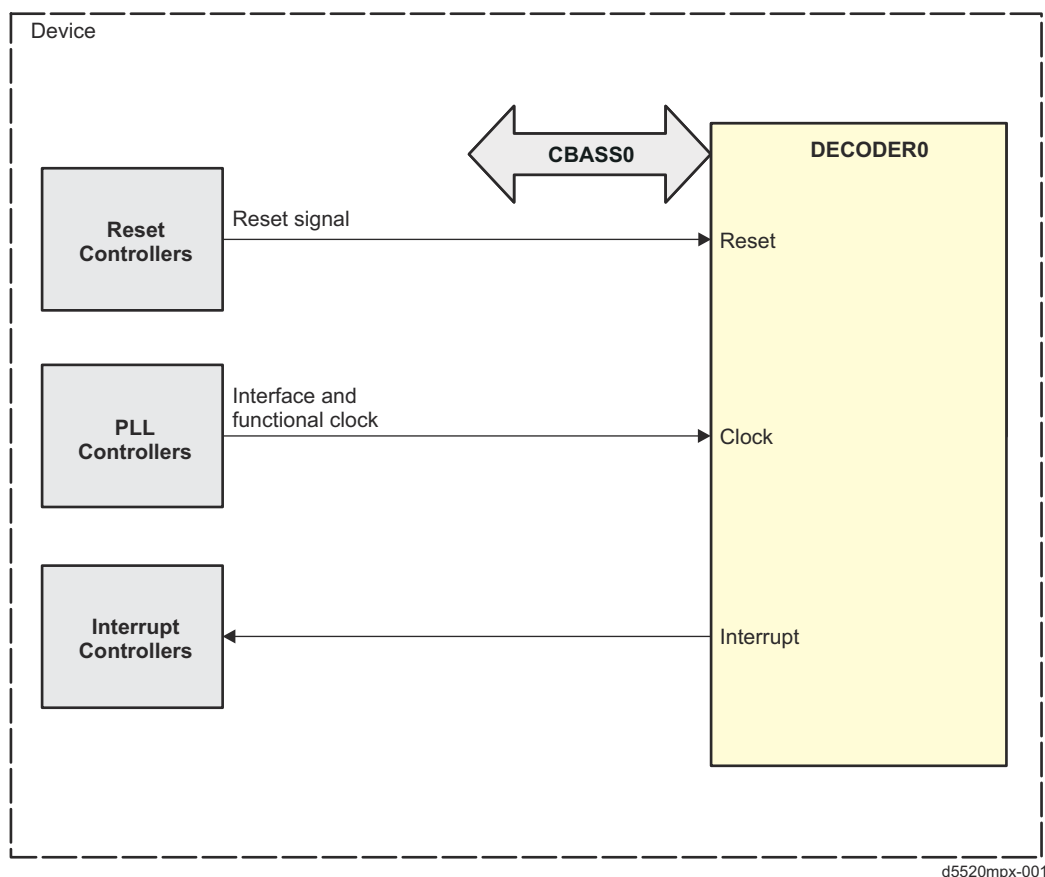 Device
CBASS0
DECODER0
Reset
Controllers
Reset signal
Reset
PLL
Controllers
Interface and
functional clock
Clock
Interrupt
Controllers
Interrupt
d5520mpx-001